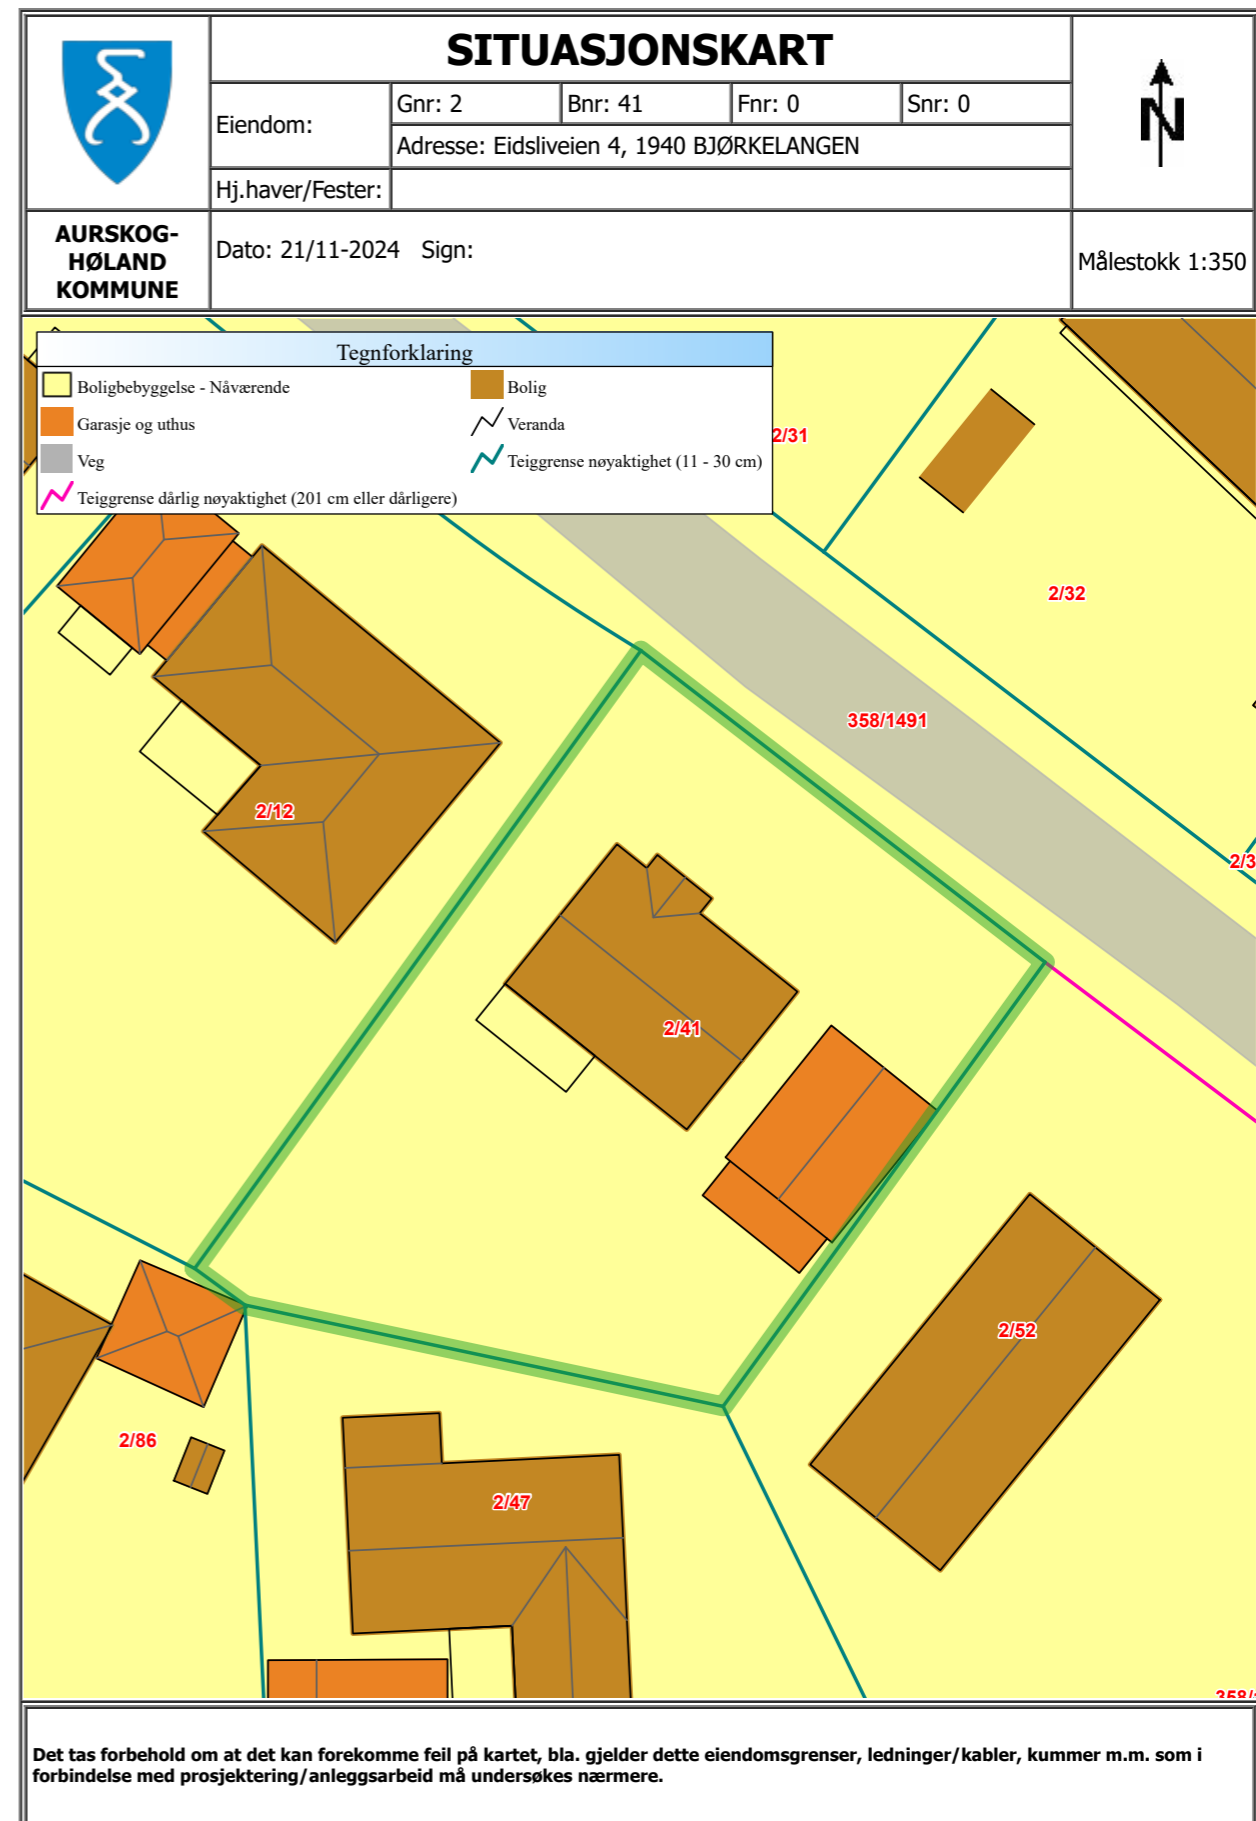 SITUASJONSKART
Eiendom:
Gnr: 2
Bnr: 41
Fnr: 0
Snr: 0
Adresse: Eidsliveien 4, 1940 BJØRKELANGEN
Hj.haver/Fester:
N
AURSKOG-
HØLAND
KOMMUNE
Dato: 21/11-2024 Sign:
Målestokk 1:350
Tegnforklaring
Boligbebyggelse - Nåværende
Bolig
Garasje og uthus
Veranda
Veg
Teiggrense nøyaktighet (11 - 30 cm)
Teiggrense dårlig nøyaktighet (201 cm eller dårligere)
2/31
2/32
358/1491
2/12
2/3
2/41
2/52
2/86
2/47
Det tas forbehold om at det kan forekomme feil på kartet, bla. gjelder dette eiendomsgrenser, ledninger/kabler, kummer m.m. som i
forbindelse med prosjektering/anleggsarbeid må undersøkes nærmere.